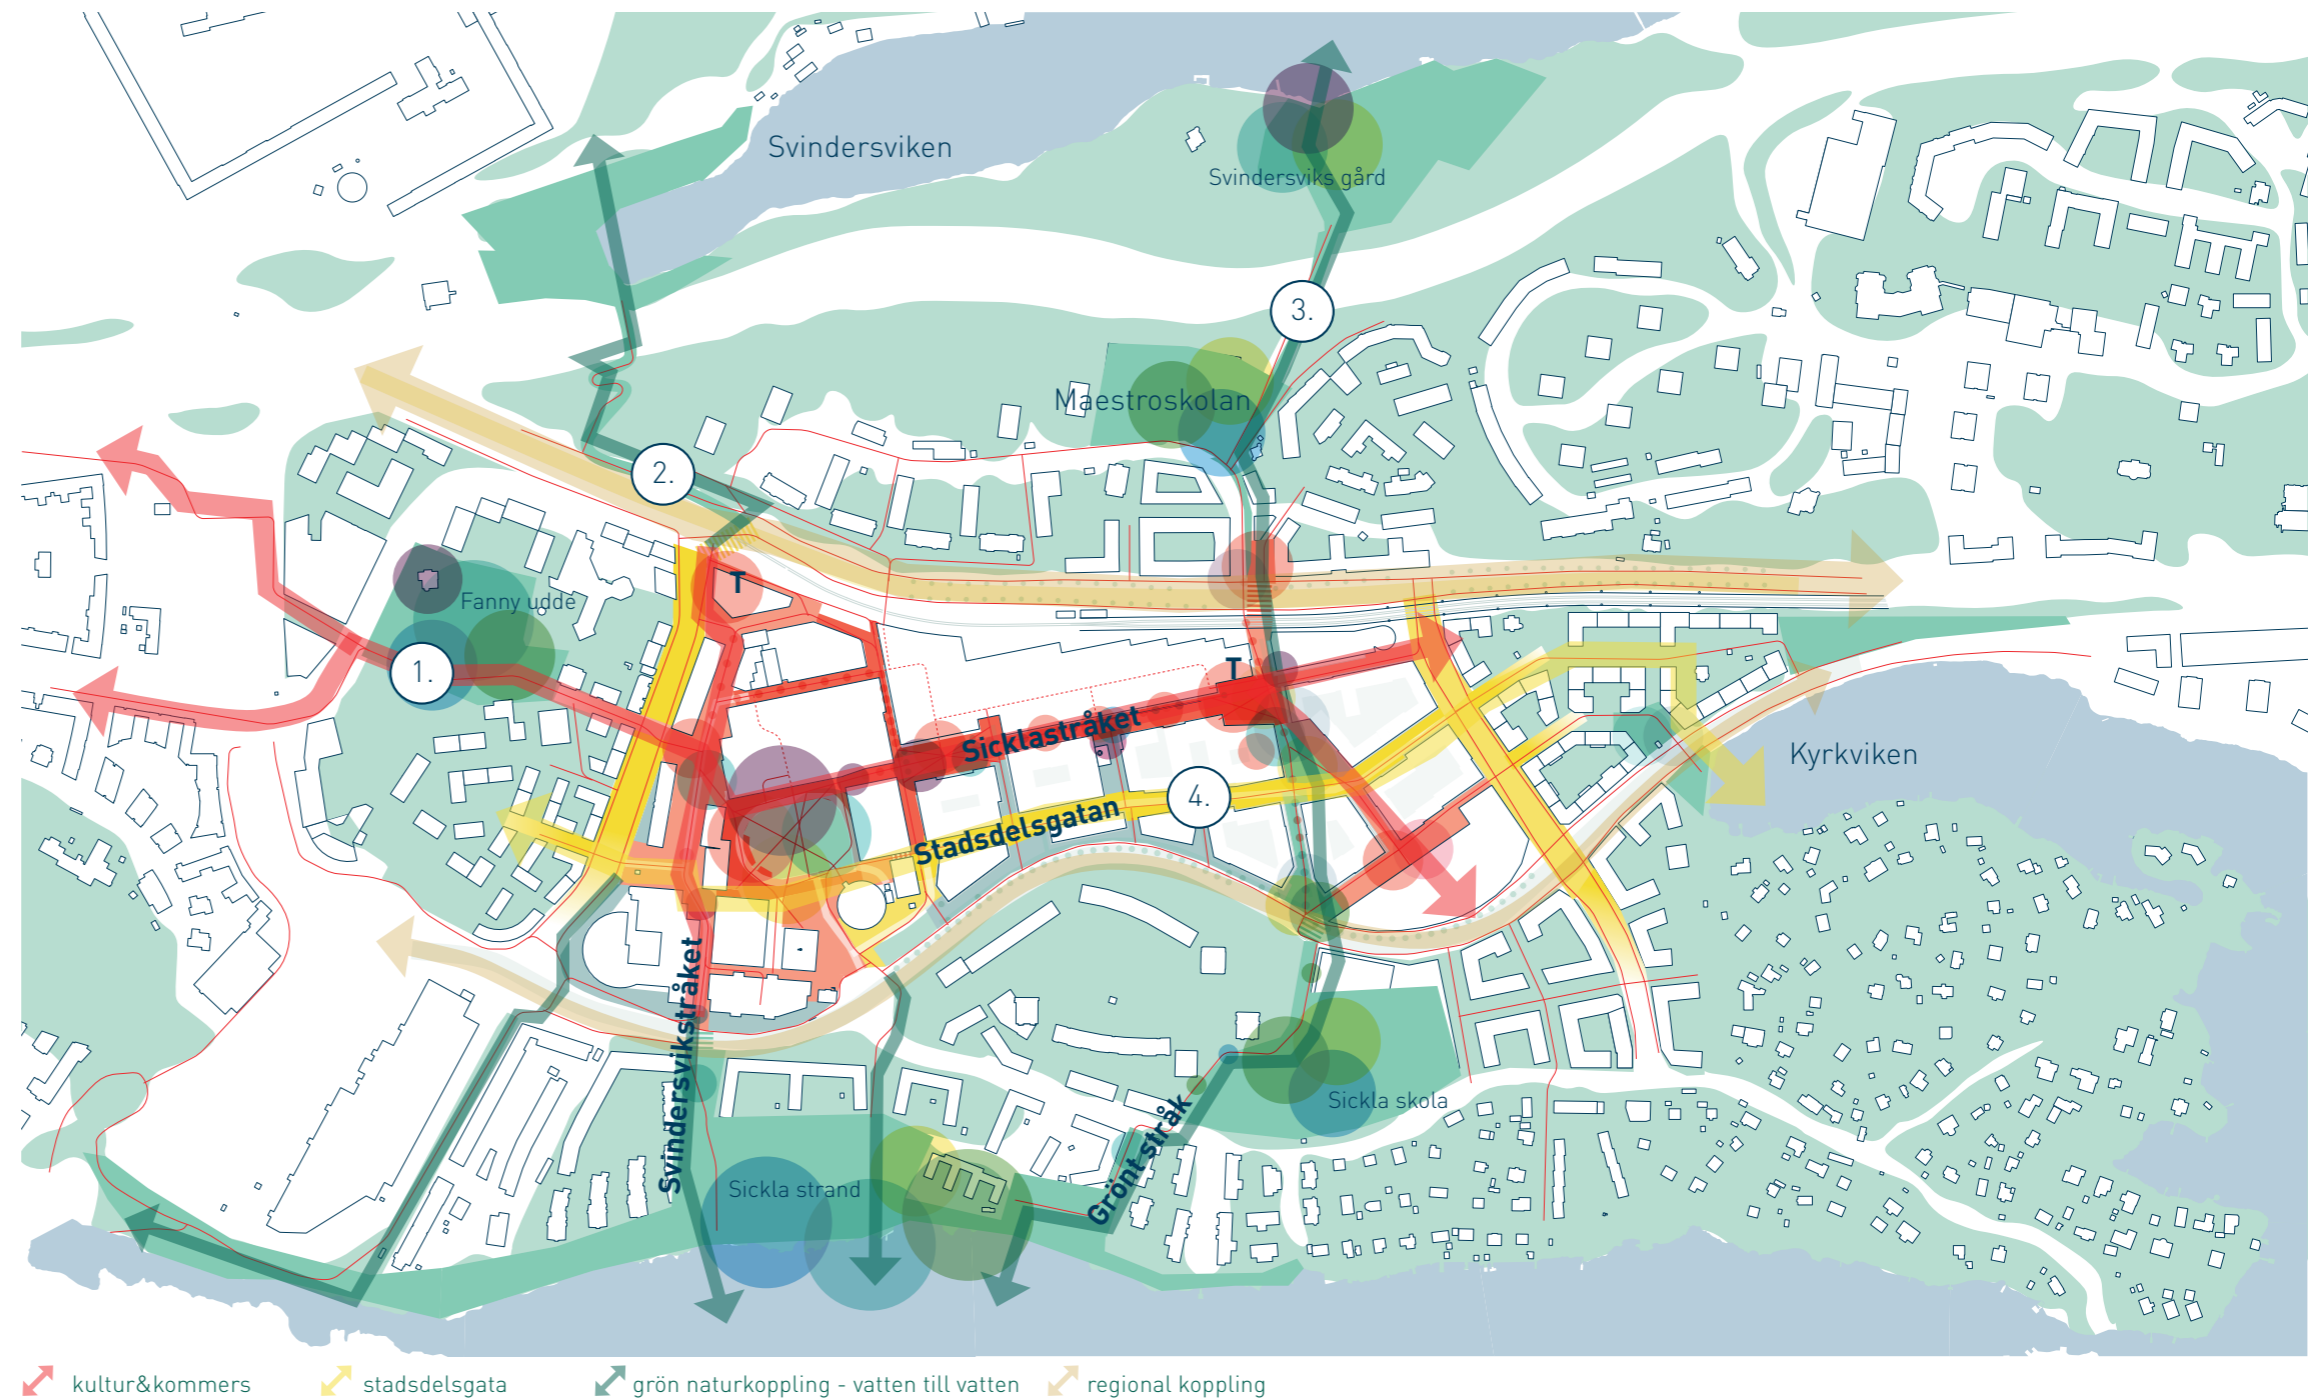 Svindersviken
Svindersviks gård
3.
Maestroskolan
2.
T
Fanny udde
1.
T
Sicklastråket
Kyrkviken
4.
Stadsdelsgatan
Svindersvikstråket
Sickla skola
Grönt stråk
Sickla strand
kultur&kommers
stadsdelsgata
grön naturkoppling - vatten till vatten
regional koppling